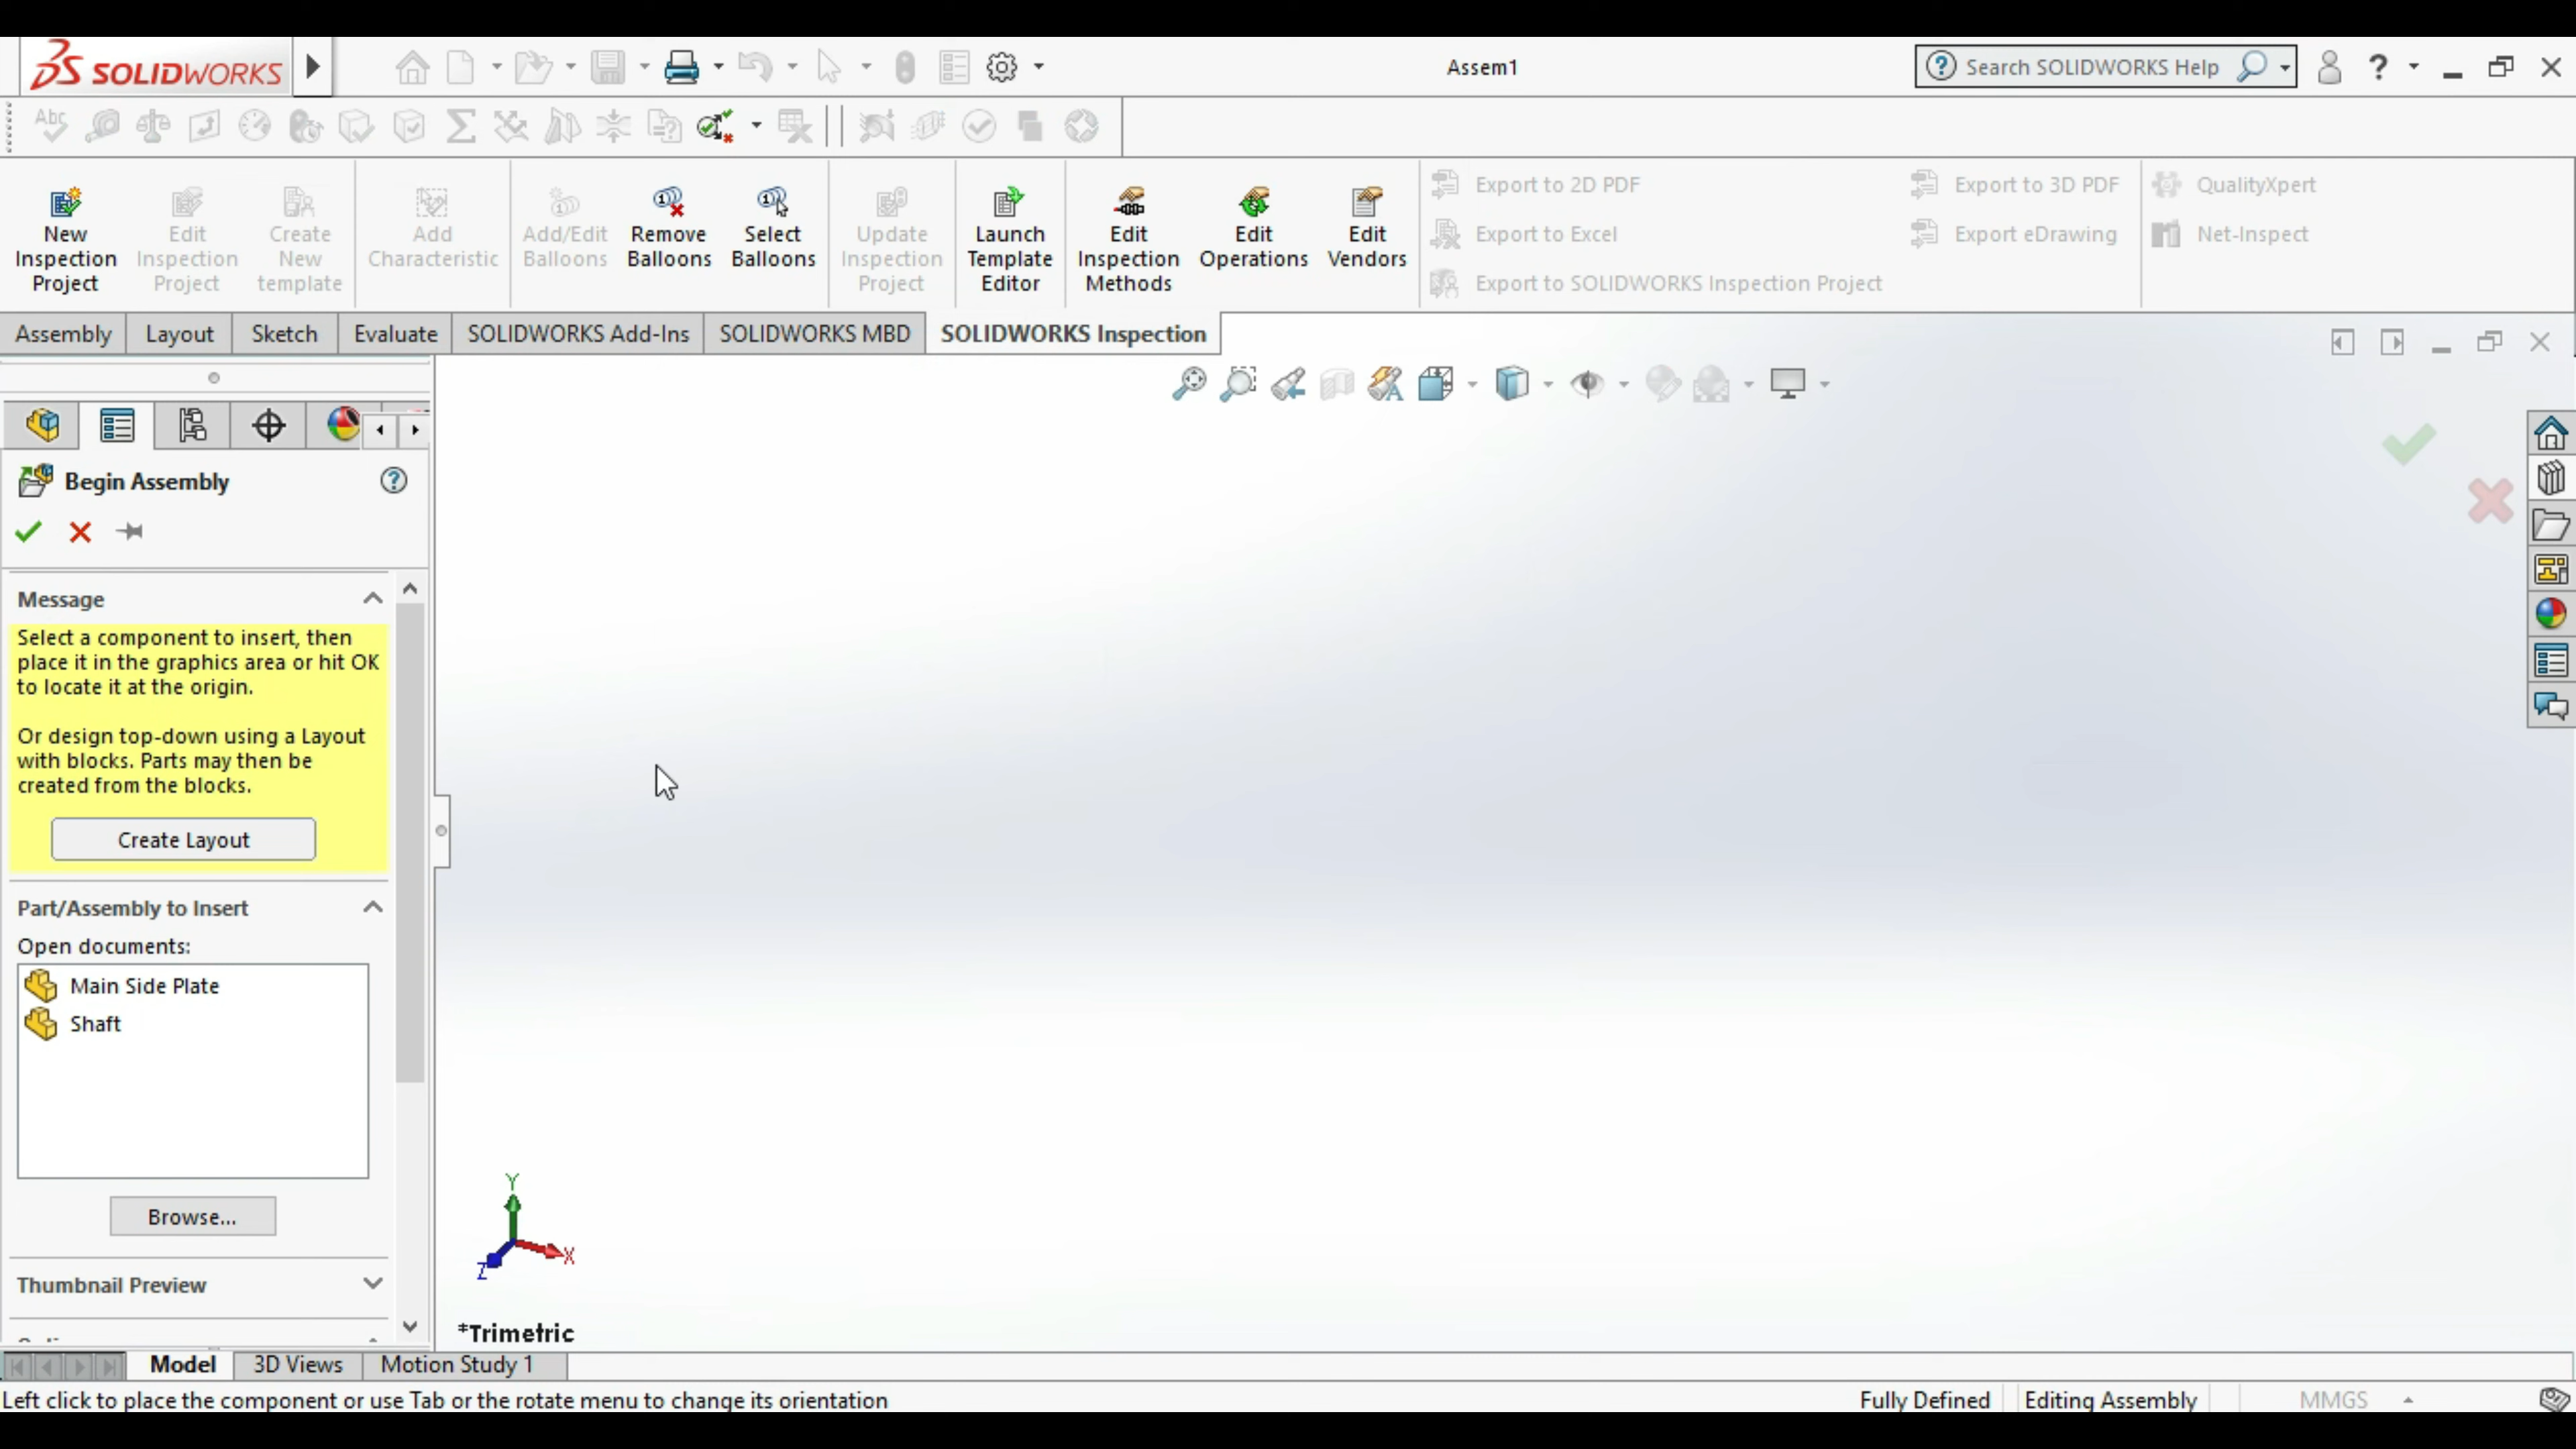 SOLIDWORKS
Assem1
Search SOLIDWORKS Help
New Inspection Project
Edit Inspection Project
Create New template
Add Characteristic
Add/Edit Balloons
Remove Balloons
Select Balloons
Update Inspection Project
Launch Template Editor
Edit Inspection Methods
Edit Operations
Edit Vendors
Export to 2D PDF
Export to Excel
Export to SOLIDWORKS Inspection Project
Export to 3D PDF
Export eDrawing
QualityXpert
Net-Inspect
Assembly
Layout
Sketch
Evaluate
SOLIDWORKS Add-Ins
SOLIDWORKS MBD
SOLIDWORKS Inspection
Begin Assembly
Message
Select a component to insert, then
place it in the graphics area or hit OK
to locate it at the origin.
Or design top-down using a Layout
with blocks. Parts may then be
created from the blocks.
Create Layout
Part/Assembly to Insert
Open documents:
Main Side Plate
Shaft
Browse...
Thumbnail Preview
Y
X
Z
*Trimetric
Model
3D Views
Motion Study 1
Left click to place the component or use Tab or the rotate menu to change its orientation
Fully Defined
Editing Assembly
MMGS